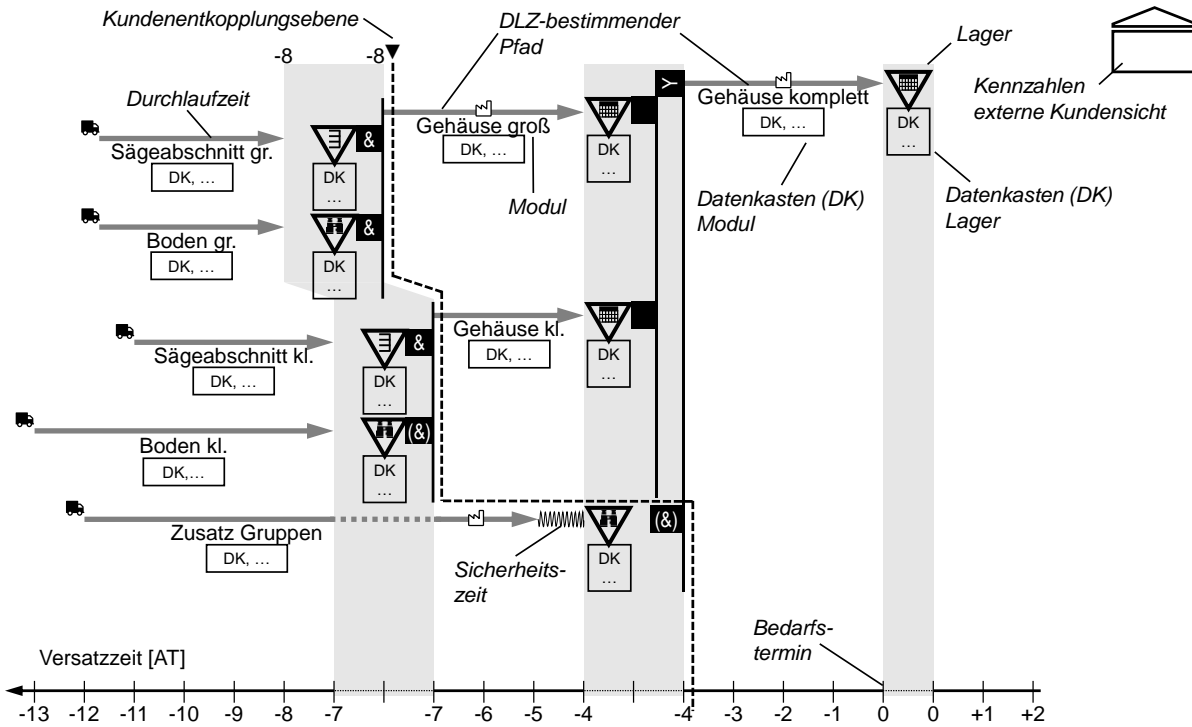 Kundenentkopplungsebene
DLZ-bestimmender
Pfad
Lager
-8
-8
Kennzahlen
externe Kundensicht
Durchlaufzeit
Y
Gehäuse groß
DK, …
Gehäuse komplett
DK, …
DK
…
DK
…
&
Sägeabschnitt gr.
DK, …
DK
…
Modul
Datenkasten (DK)
Modul
Datenkasten (DK)
Lager
&
Boden gr.
DK, …
DK
…
Gehäuse kl.
DK, …
DK
…
&
Sägeabschnitt kl.
DK, …
DK
…
(&)
Boden kl.
DK,…
DK
…
(&)
Zusatz Gruppen
DK, …
DK
…
Sicherheits-
zeit
Bedarfs-
termin
Versatzzeit [AT]
-13 -12 -11 -10 -9 -8 -7 -7 -6 -5 -4 -4 -3 -2 -1 0 0 +1 +2